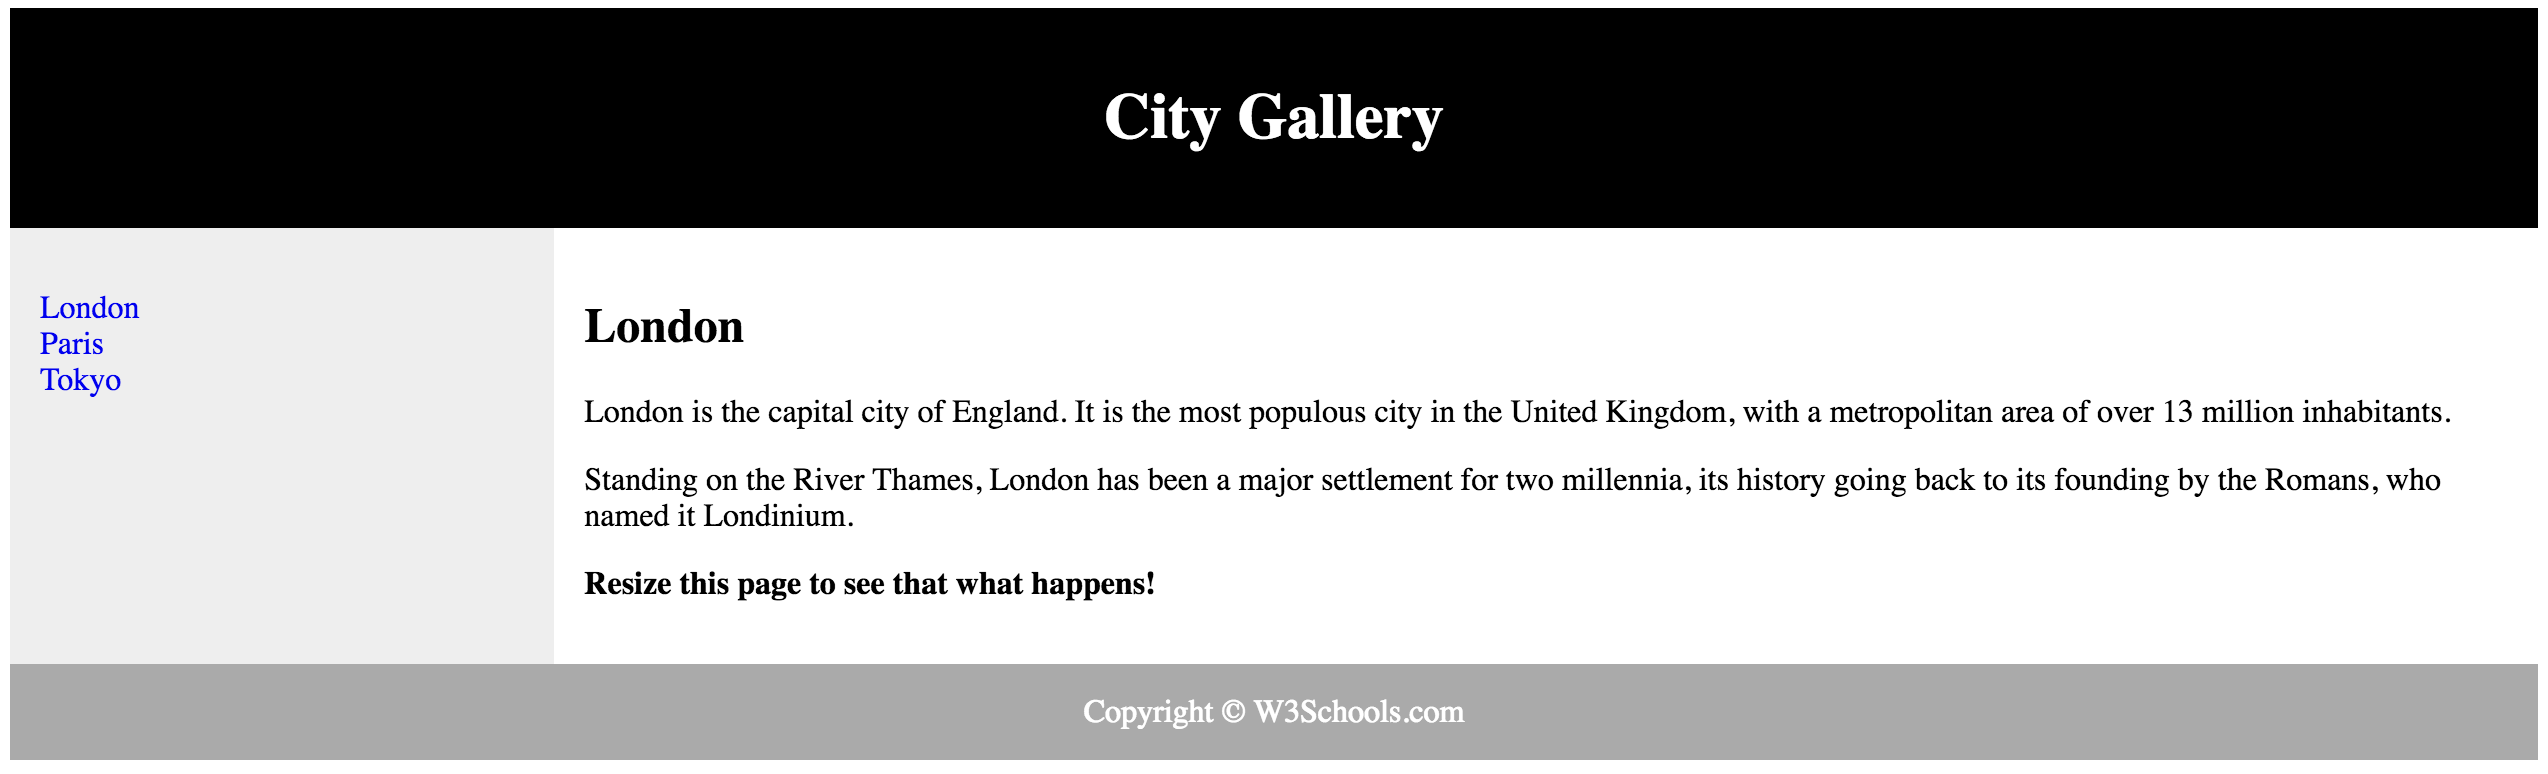 City Gallery
London
Paris
Tokyo
London
London is the capital city of England. It is the most populous city in the United Kingdom, with a metropolitan area of over 13 million inhabitants.
Standing on the River Thames, London has been a major settlement for two millennia, its history going back to its founding by the Romans, who
named it Londinium.
Resize this page to see that what happens!
Copyright © W3Schools.com